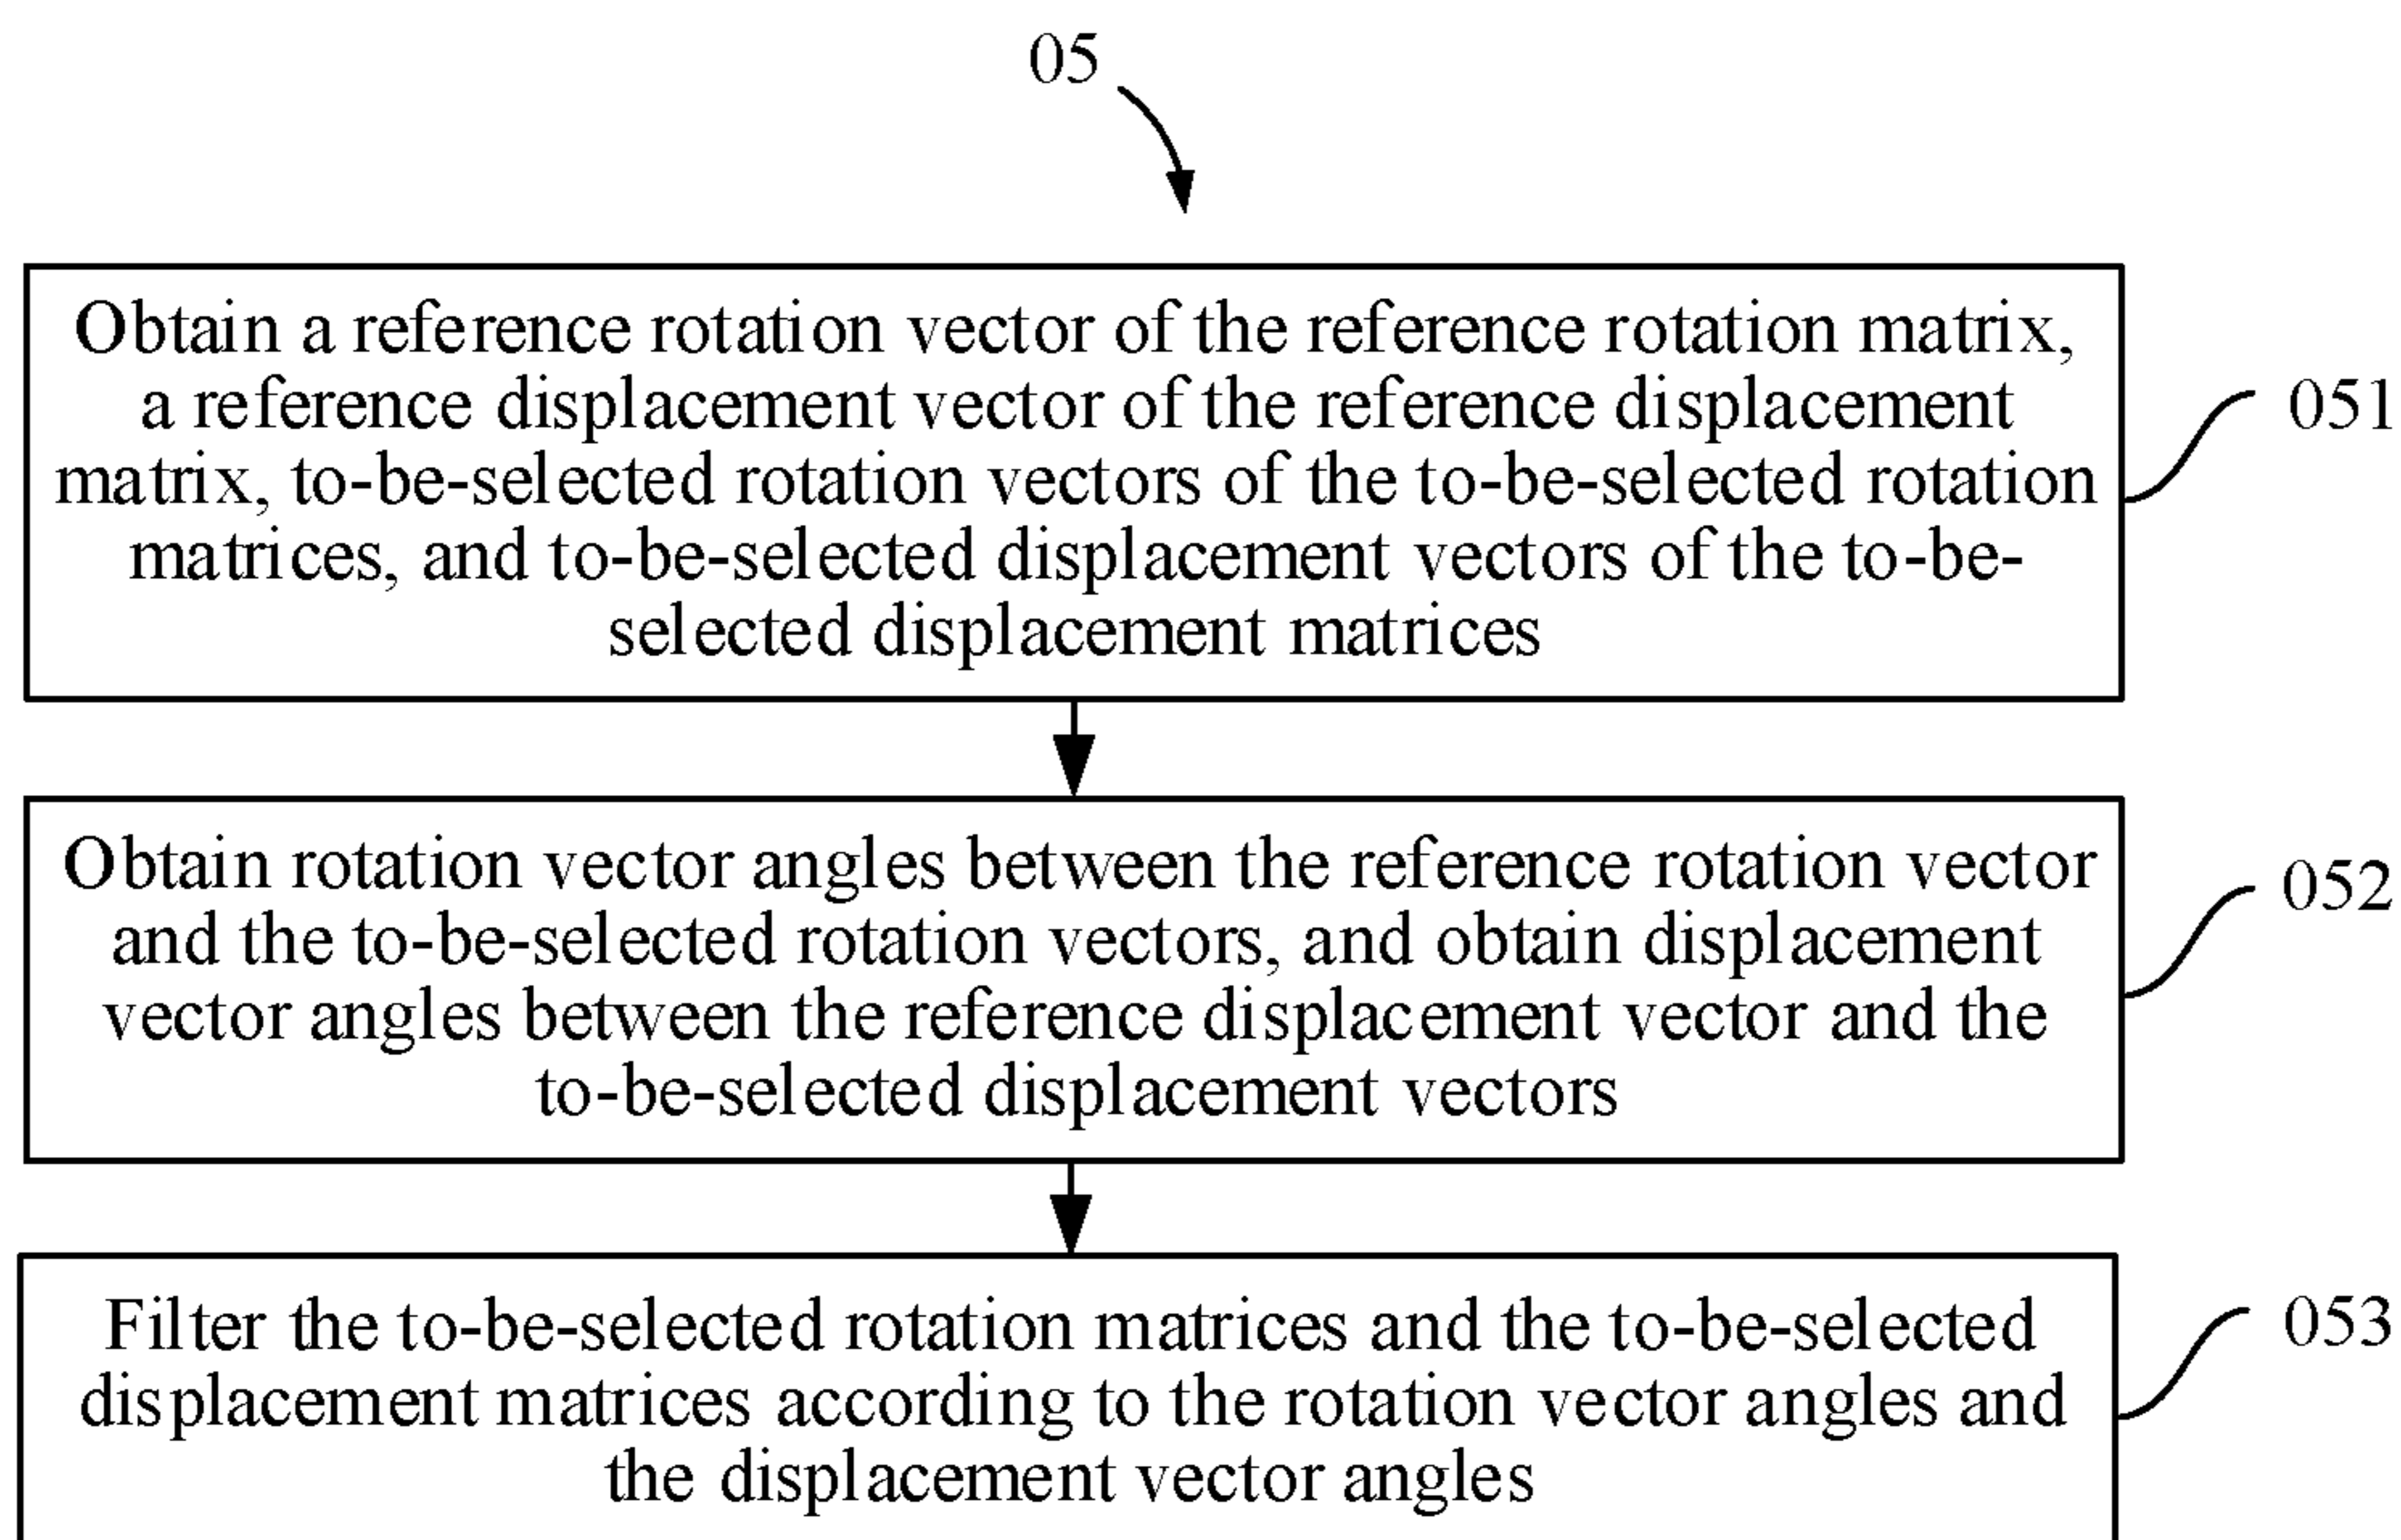 05
Obtain a reference rotation vector of the reference rotation matrix,
a reference displacement vector of the reference displacement
matrix, to-be-selected rotation vectors of the to-be-selected rotation
matrices, and to-be-selected displacement vectors of the to-be-
selected displacement matrices
051
Obtain rotation vector angles between the reference rotation vector
and the to-be-selected rotation vectors, and obtain displacement
vector angles between the reference displacement vector and the
to-be-selected displacement vectors
052
Filter the to-be-selected rotation matrices and the to-be-selected
displacement matrices according to the rotation vector angles and
the displacement vector angles
053